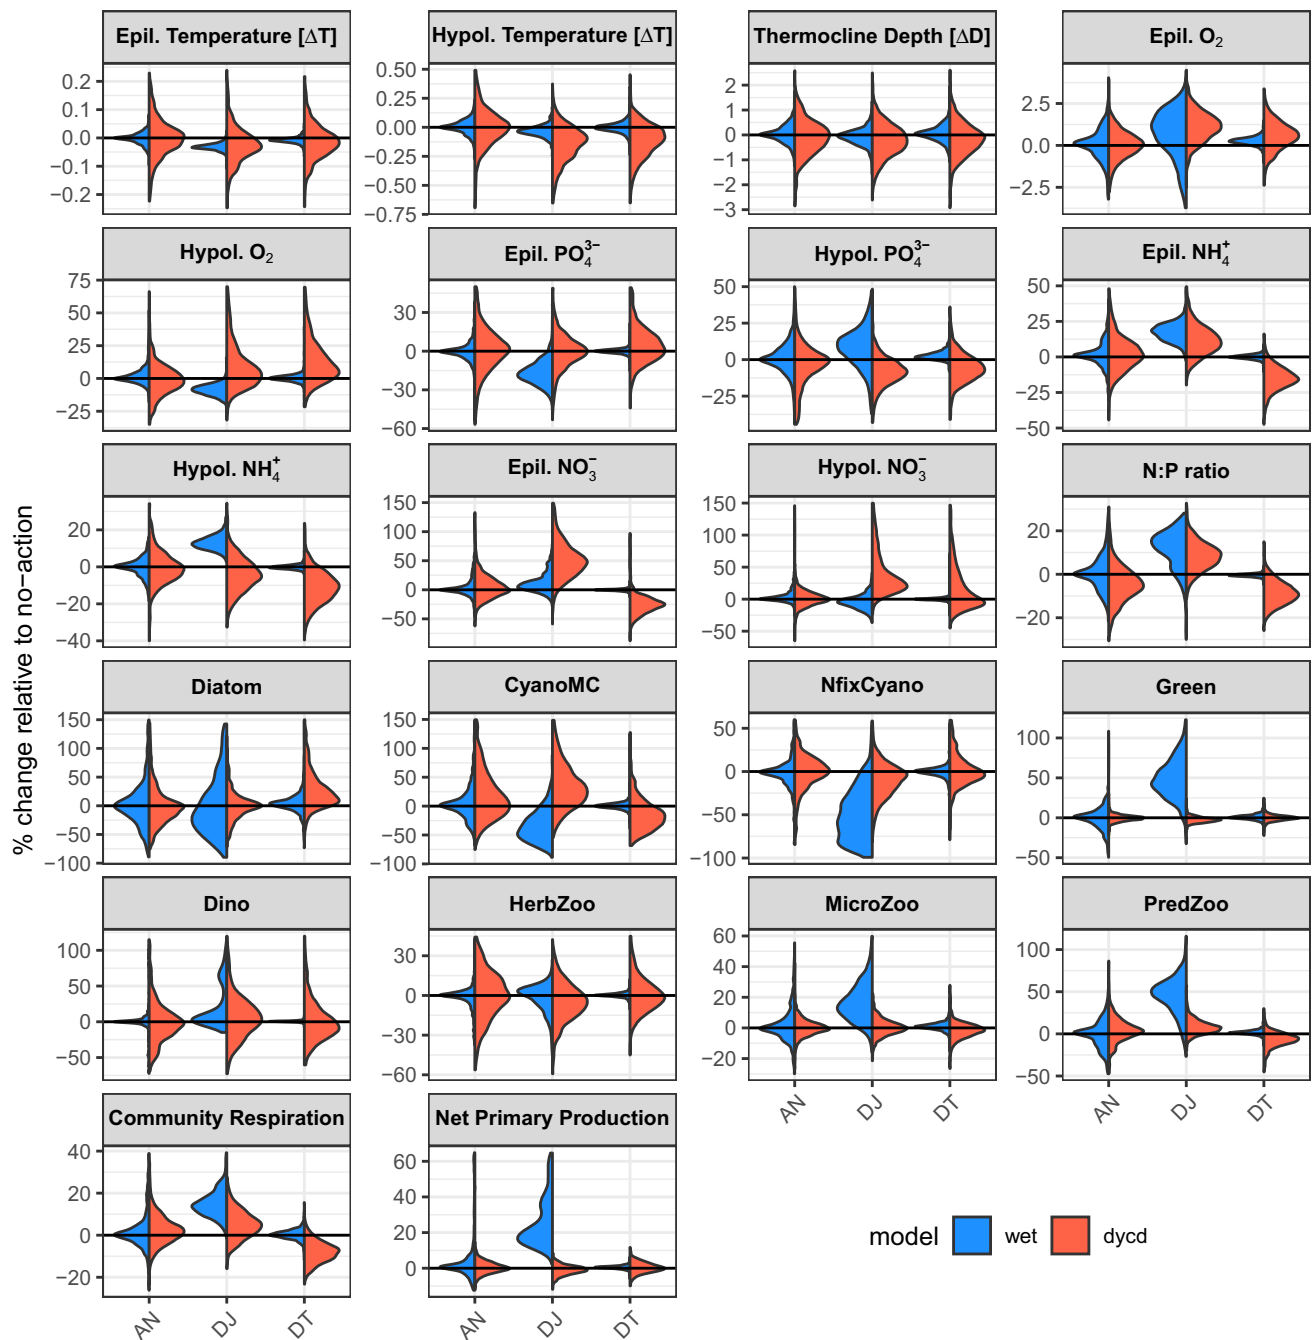 Epil. Temperature [ΔT]
Hypol. Temperature [ΔT]
Thermocline Depth [ΔD]
Epil. O₂
0.2
0.1
0.0
−0.1
−0.2
0.50
0.25
0.00
−0.25
−0.50
−0.75
2
1
0
−1
−2
−3
2.5
0.0
−2.5
Hypol. O₂
Epil. PO₄³⁻
Hypol. PO₄³⁻
Epil. NH₄⁺
75
50
25
0
−25
30
0
−30
−60
50
25
0
−25
50
25
0
−25
−50
Hypol. NH₄⁺
Epil. NO₃⁻
Hypol. NO₃⁻
N:P ratio
20
0
−20
−40
150
100
50
0
−50
150
100
50
0
−50
20
0
−20
% change relative to no−action
Diatom
CyanoMC
NfixCyano
Green
150
100
50
0
−50
−100
150
100
50
0
−50
−100
50
0
−50
−100
100
50
0
−50
Dino
HerbZoo
MicroZoo
PredZoo
100
50
0
−50
30
0
−30
−60
60
40
20
0
−20
100
50
0
−50
AN
DJ
DT
AN
DJ
DT
Community Respiration
Net Primary Production
40
20
0
−20
60
40
20
0
AN
DJ
DT
AN
DJ
DT
model
wet
dycd